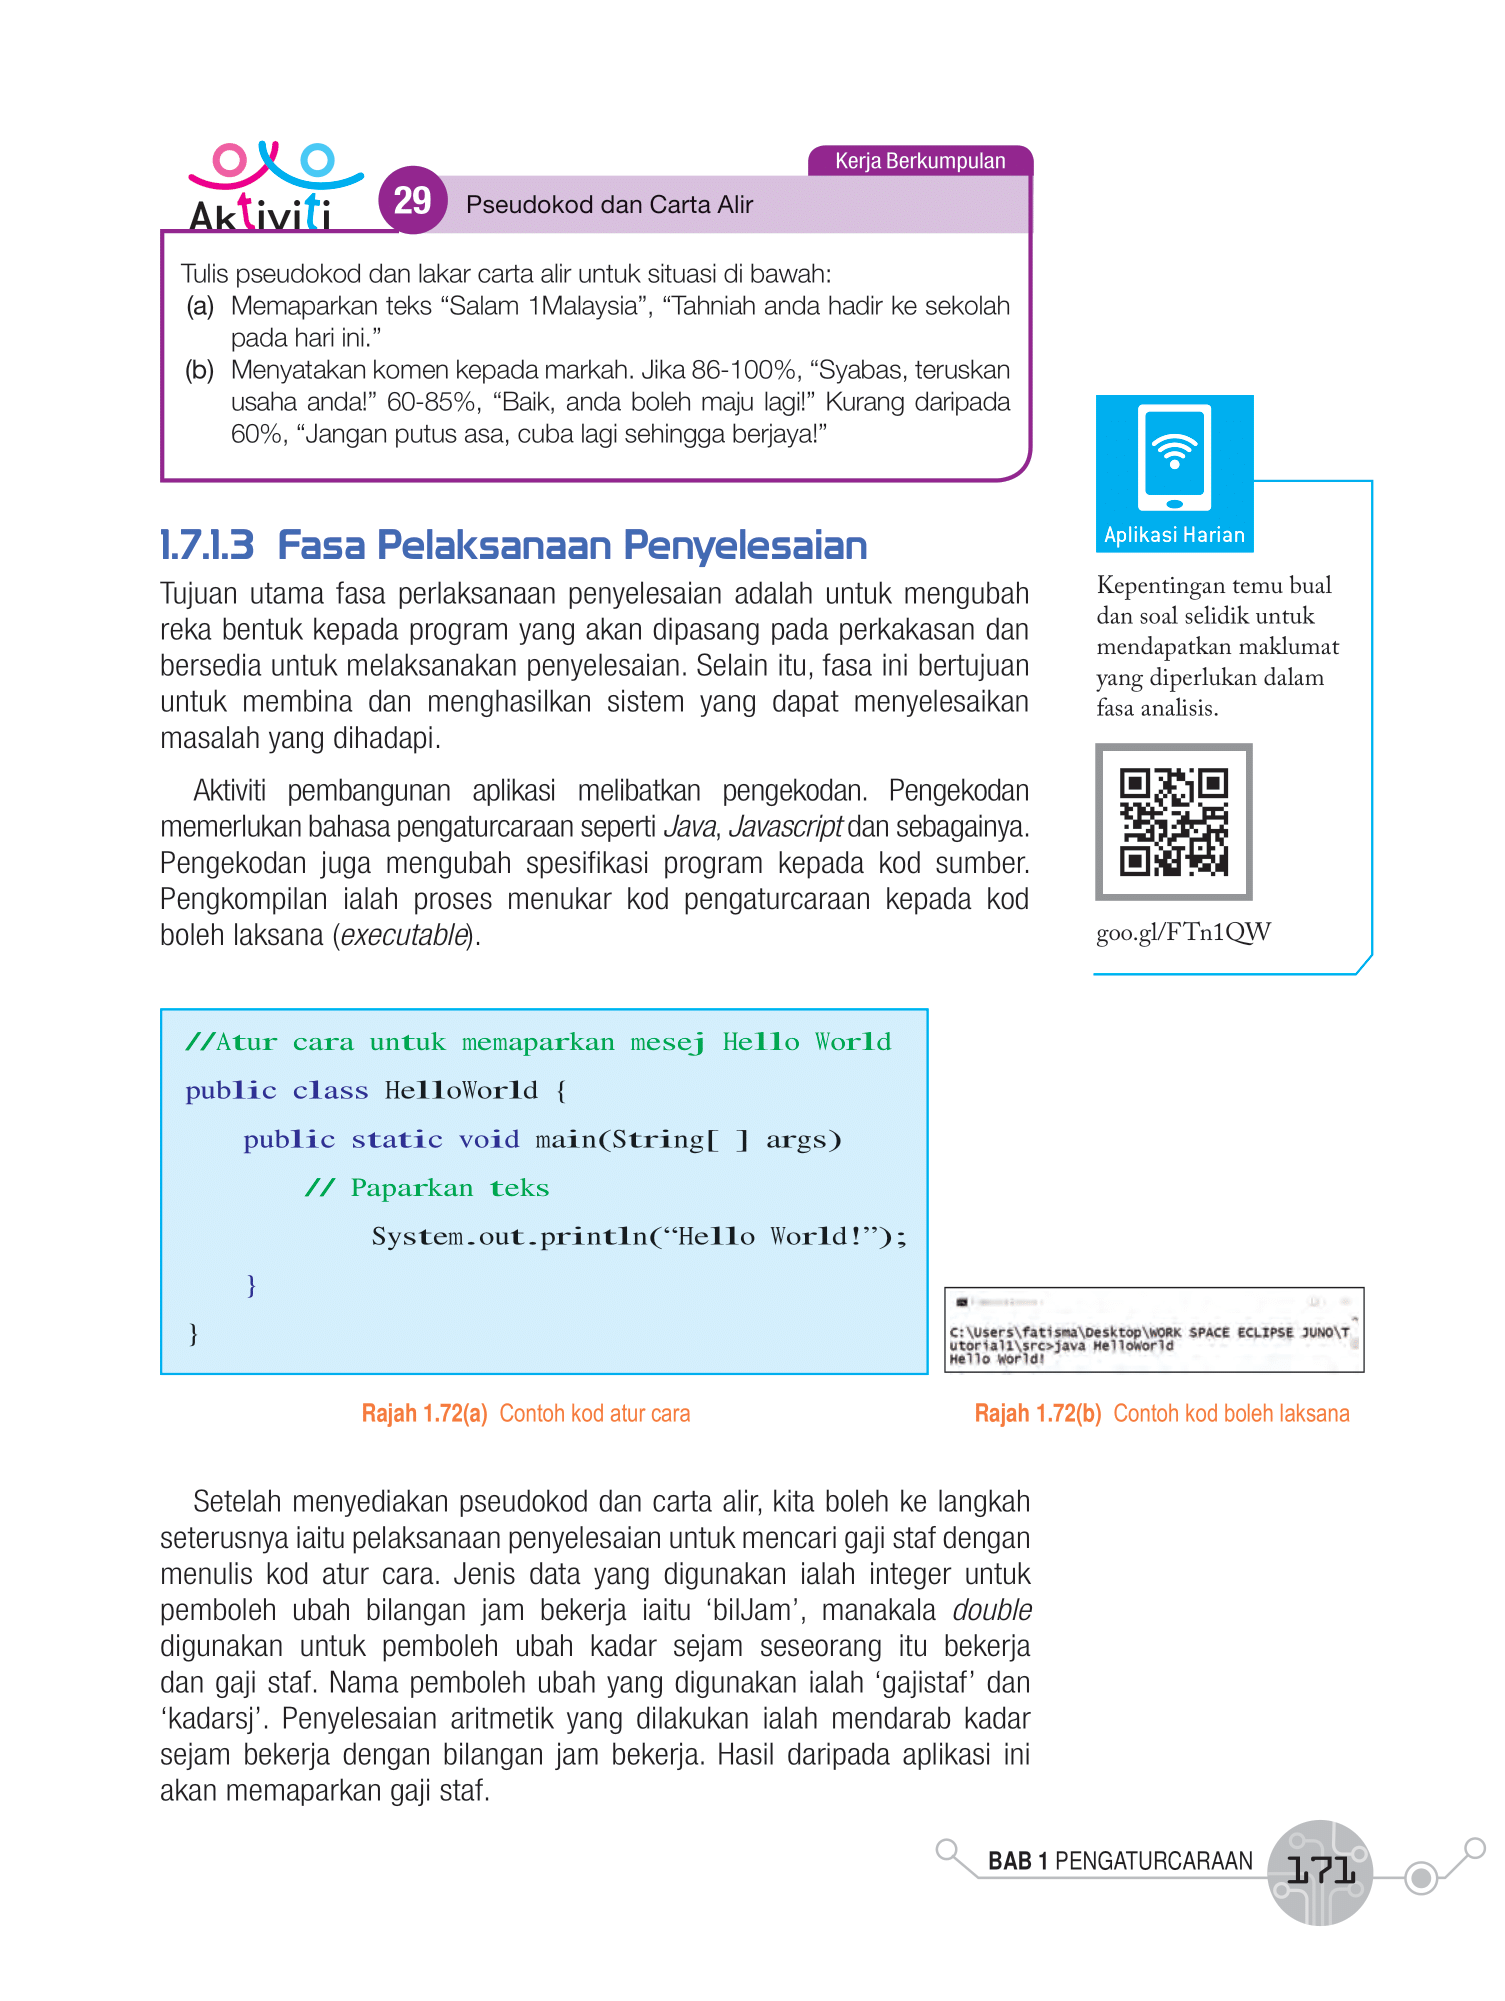 Kerja Berkumpulan
Aktiviti 29 Pseudokod dan Carta Alir
Tulis pseudokod dan lakar carta alir untuk situasi di bawah:
(a) Memaparkan teks “Salam 1Malaysia”, “Tahniah anda hadir ke sekolah
pada hari ini.”
(b) Menyatakan komen kepada markah. Jika 86-100%, “Syabas, teruskan
usaha anda!” 60-85%, “Baik, anda boleh maju lagi!” Kurang daripada
60%, “Jangan putus asa, cuba lagi sehingga berjaya!”
1.7.1.3 Fasa Pelaksanaan Penyelesaian
Tujuan utama fasa perlaksanaan penyelesaian adalah untuk mengubah
reka bentuk kepada program yang akan dipasang pada perkakasan dan
bersedia untuk melaksanakan penyelesaian. Selain itu, fasa ini bertujuan
untuk membina dan menghasilkan sistem yang dapat menyelesaikan
masalah yang dihadapi.
Aktiviti pembangunan aplikasi melibatkan pengekodan. Pengekodan
memerlukan bahasa pengaturcaraan seperti Java, Javascript dan sebagainya.
Pengekodan juga mengubah spesifikasi program kepada kod sumber.
Pengkompilan ialah proses menukar kod pengaturcaraan kepada kod
boleh laksana (executable).
Aplikasi Harian
Kepentingan temu bual
dan soal selidik untuk
mendapatkan maklumat
yang diperlukan dalam
fasa analisis.
goo.gl/FTn1QW
//Atur cara untuk memaparkan mesej Hello World
public class HelloWorld {
public static void main(String[ ] args)
// Paparkan teks
System.out.println(“Hello World!”);
}
}
C:\Users\fatisma\Desktop\WORK SPACE ECLIPSE JUNO\T
utorial1\src>java HelloWorld
Hello World!
Rajah 1.72(a) Contoh kod atur cara
Rajah 1.72(b) Contoh kod boleh laksana
Setelah menyediakan pseudokod dan carta alir, kita boleh ke langkah
seterusnya iaitu pelaksanaan penyelesaian untuk mencari gaji staf dengan
menulis kod atur cara. Jenis data yang digunakan ialah integer untuk
pemboleh ubah bilangan jam bekerja iaitu ‘bilJam’, manakala double
digunakan untuk pemboleh ubah kadar sejam seseorang itu bekerja
dan gaji staf. Nama pemboleh ubah yang digunakan ialah ‘gajistaf’ dan
‘kadarsj’. Penyelesaian aritmetik yang dilakukan ialah mendarab kadar
sejam bekerja dengan bilangan jam bekerja. Hasil daripada aplikasi ini
akan memaparkan gaji staf.
BAB 1 PENGATURCARAAN 171